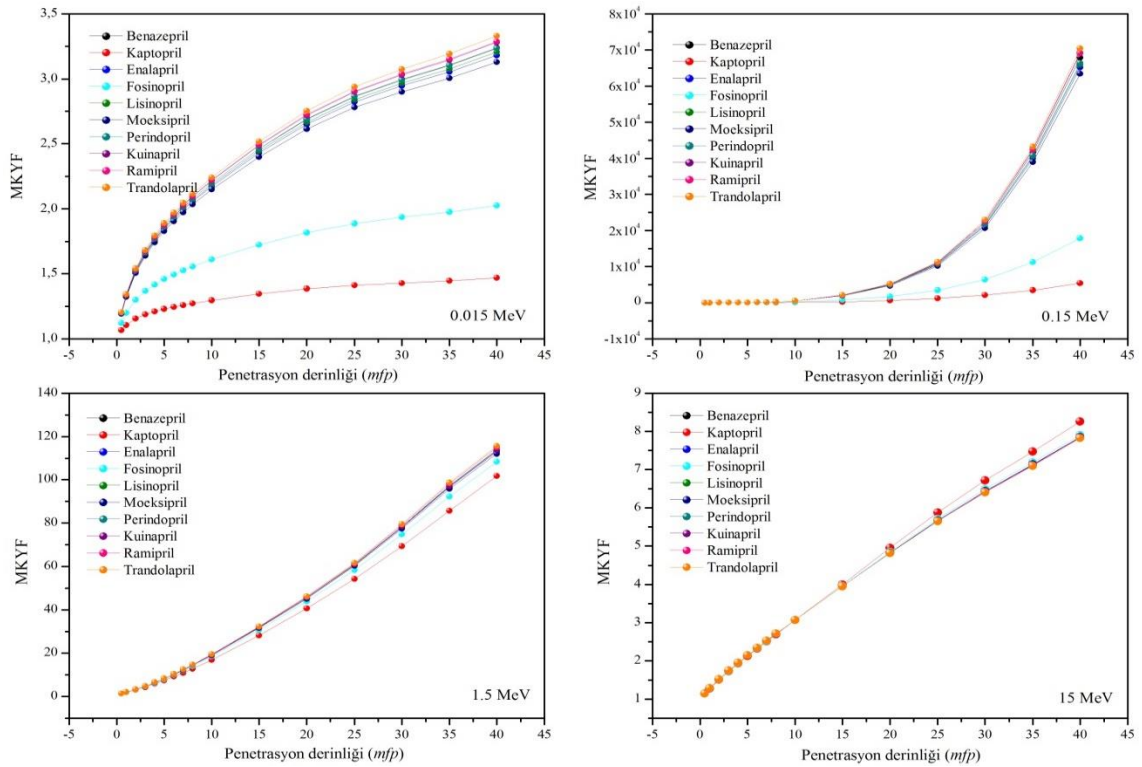 3,5
3,0
2,5
2,0
1,5
1,0
MKYF
Benazepril
Kaptopril
Enalapril
Fosinopril
Lisinopril
Moeksipril
Perindopril
Kuinapril
Ramipril
Trandolapril
0.015 MeV
-5 0 5 10 15 20 25 30 35 40 45
Penetrasyon derinliği (mfp)
8x10⁴
7x10⁴
6x10⁴
5x10⁴
4x10⁴
3x10⁴
2x10⁴
1x10⁴
0
-1x10⁴
MKYF
Benazepril
Kaptopril
Enalapril
Fosinopril
Lisinopril
Moeksipril
Perindopril
Kuinapril
Ramipril
Trandolapril
0.15 MeV
-5 0 5 10 15 20 25 30 35 40 45
Penetrasyon derinliği (mfp)
140
120
100
80
60
40
20
0
MKYF
Benazepril
Kaptopril
Enalapril
Fosinopril
Lisinopril
Moeksipril
Perindopril
Kuinapril
Ramipril
Trandolapril
1.5 MeV
-5 0 5 10 15 20 25 30 35 40 45
Penetrasyon derinliği (mfp)
9
8
7
6
5
4
3
2
1
MKYF
Benazepril
Kaptopril
Enalapril
Fosinopril
Lisinopril
Moeksipril
Perindopril
Kuinapril
Ramipril
Trandolapril
15 MeV
-5 0 5 10 15 20 25 30 35 40 45
Penetrasyon derinliği (mfp)